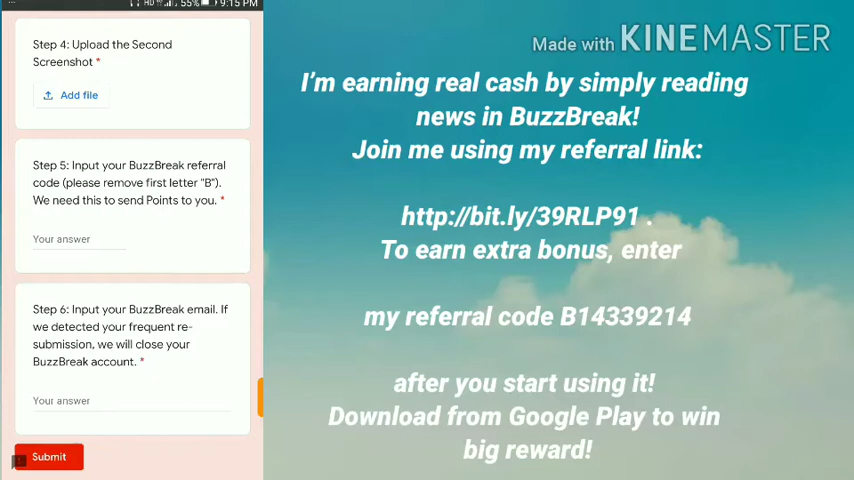 HD 55% 9:15 PM
Step 4: Upload the Second
Screenshot *
Add file
Step 5: Input your BuzzBreak referral
code (please remove first letter "B").
We need this to send Points to you. *
Your answer
Step 6: Input your BuzzBreak email. If
we detected your frequent re-
submission, we will close your
BuzzBreak account. *
Your answer
Submit
Made with KINEMASTER
I'm earning real cash by simply reading
news in BuzzBreak!
Join me using my referral link:
http://bit.ly/39RLP91 .
To earn extra bonus, enter
my referral code B14339214
after you start using it!
Download from Google Play to win
big reward!